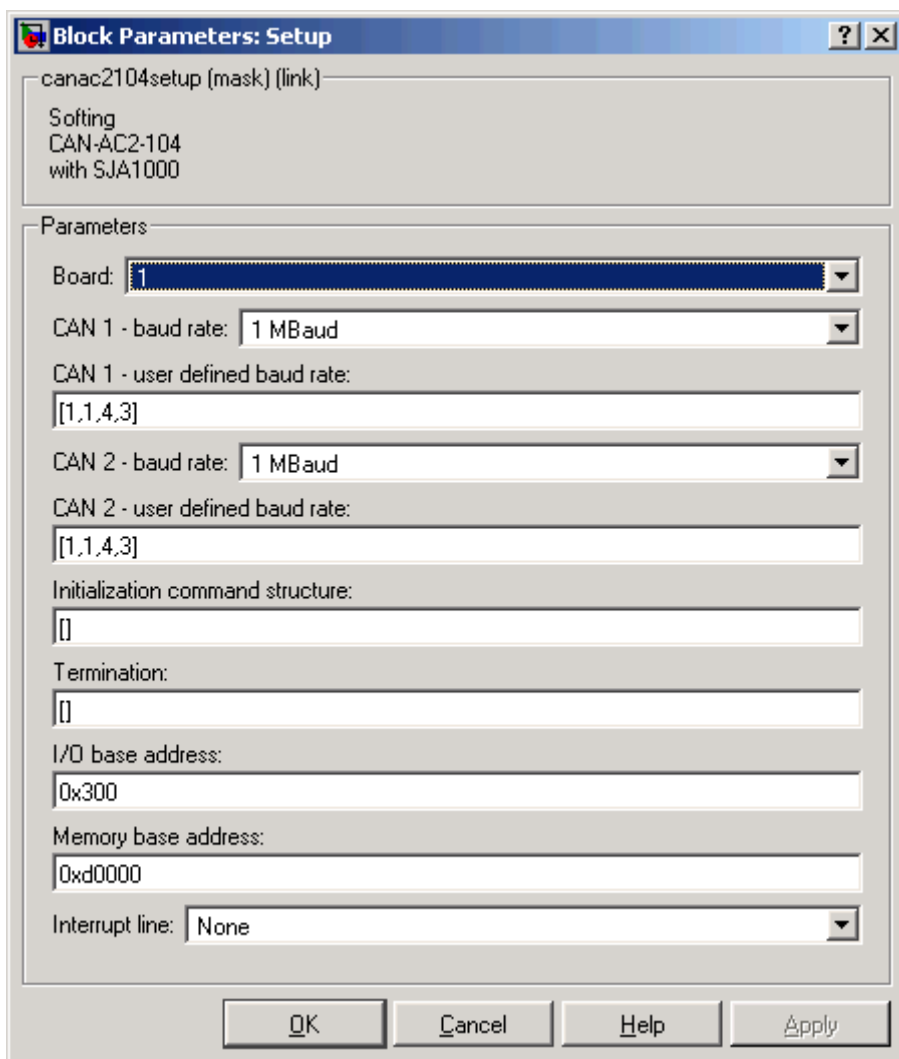 Block Parameters: Setup
canac2104setup (mask) (link)
Softing
CAN-AC2-104
with SJA1000
Parameters
Board: 1
CAN 1 - baud rate: 1 MBaud
CAN 1 - user defined baud rate:
[1,1,4,3]
CAN 2 - baud rate: 1 MBaud
CAN 2 - user defined baud rate:
[1,1,4,3]
Initialization command structure:
[]
Termination:
[]
I/O base address:
0x300
Memory base address:
0xd0000
Interrupt line: None
OK Cancel Help Apply